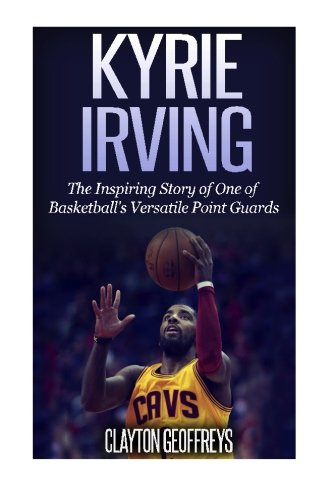 KYRIE
IRVING
The Inspiring Story of One of
Basketball's Versatile Point Guards
CAVS
CLAYTON GEOFFREYS